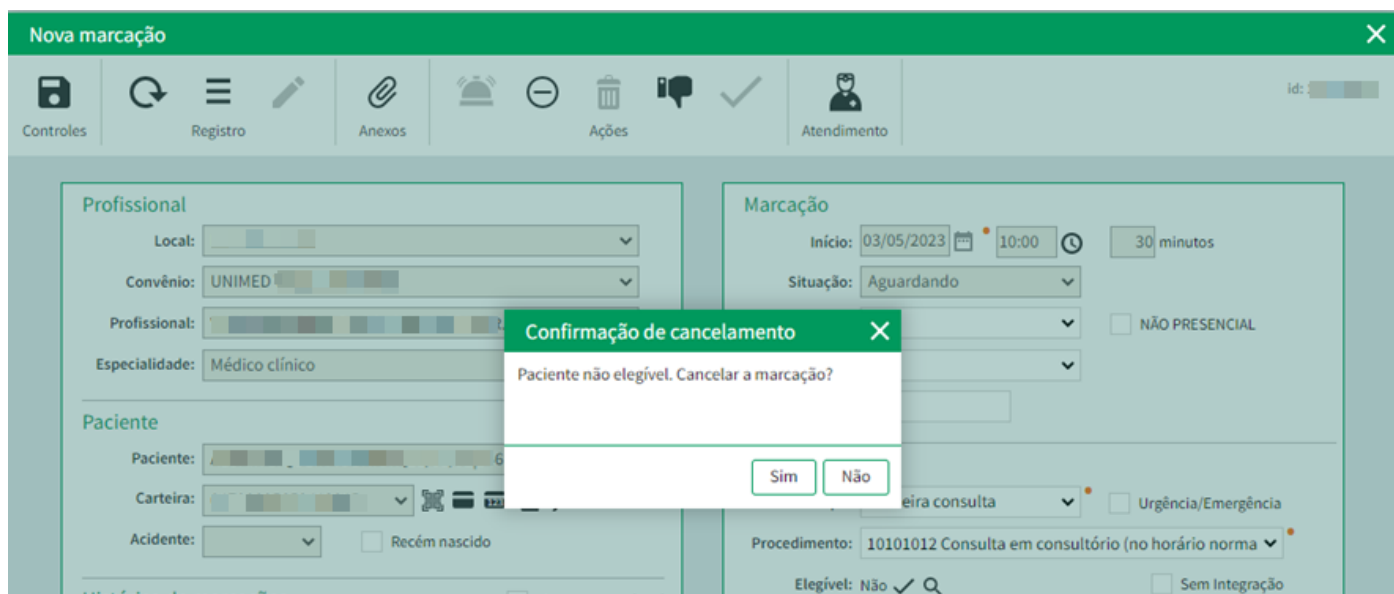 Nova marcação
Controles
Registro
Anexos
Ações
Atendimento
id:
Profissional
Local:
Convênio: UNIMED
Profissional:
Especialidade: Médico clínico
Paciente
Paciente:
Carteira:
123
Acidente:
Recém nascido
Marcação
Início: 03/05/2023 10:00 30 minutos
Situação: Aguardando
NÃO PRESENCIAL
Confirmação de cancelamento
Paciente não elegível. Cancelar a marcação?
Sim Não
eira consulta
Urgência/Emergência
Procedimento: 10101012 Consulta em consultório (no horário norma
Elegível: Não
Sem Integração